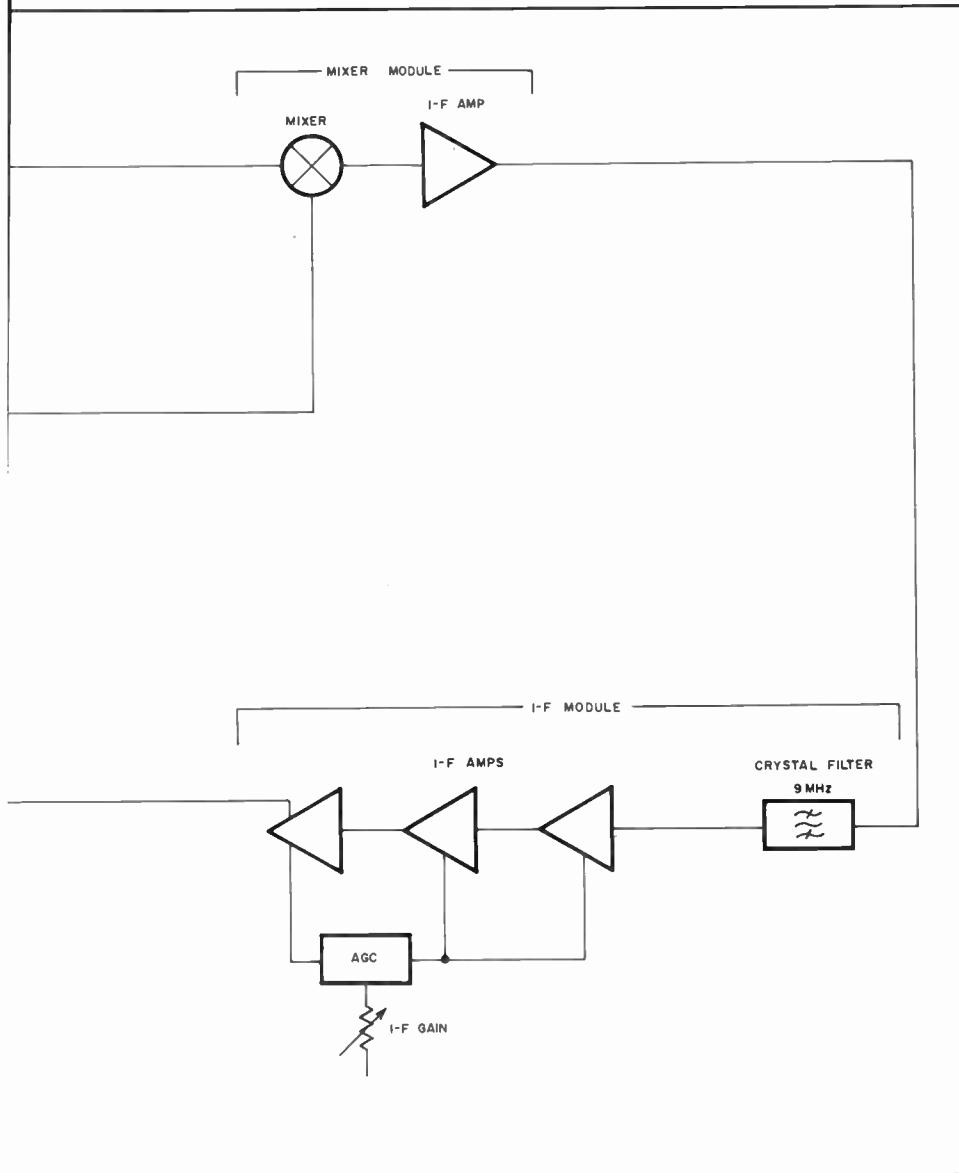 MIXER MODULE
I-F AMP
MIXER
I-F MODULE
I-F AMPS
CRYSTAL FILTER
9 MHz
AGC
I-F GAIN